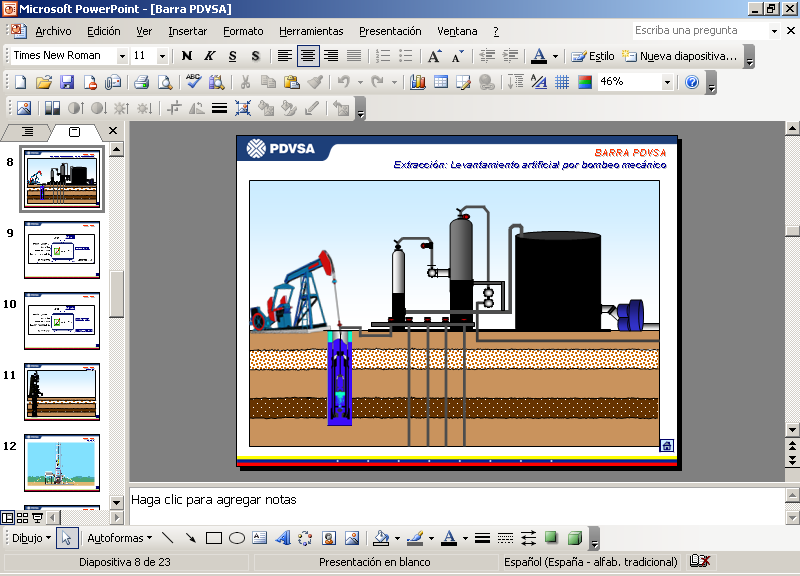 Microsoft PowerPoint - [Barra PDVSA]
Archivo Edición Ver Insertar Formato Herramientas Presentación Ventana ? Escriba una pregunta
Times New Roman 11 N K S S A A A Estilo Nueva diapositiva...
46%
8
9
10
11
12
PDVSA
BARRA PDVSA
Extracción: Levantamiento artificial por bombeo mecánico
Haga clic para agregar notas
Dibujo Autoformas
Diapositiva 8 de 23 Presentación en blanco Español (España - alfab. tradicional)